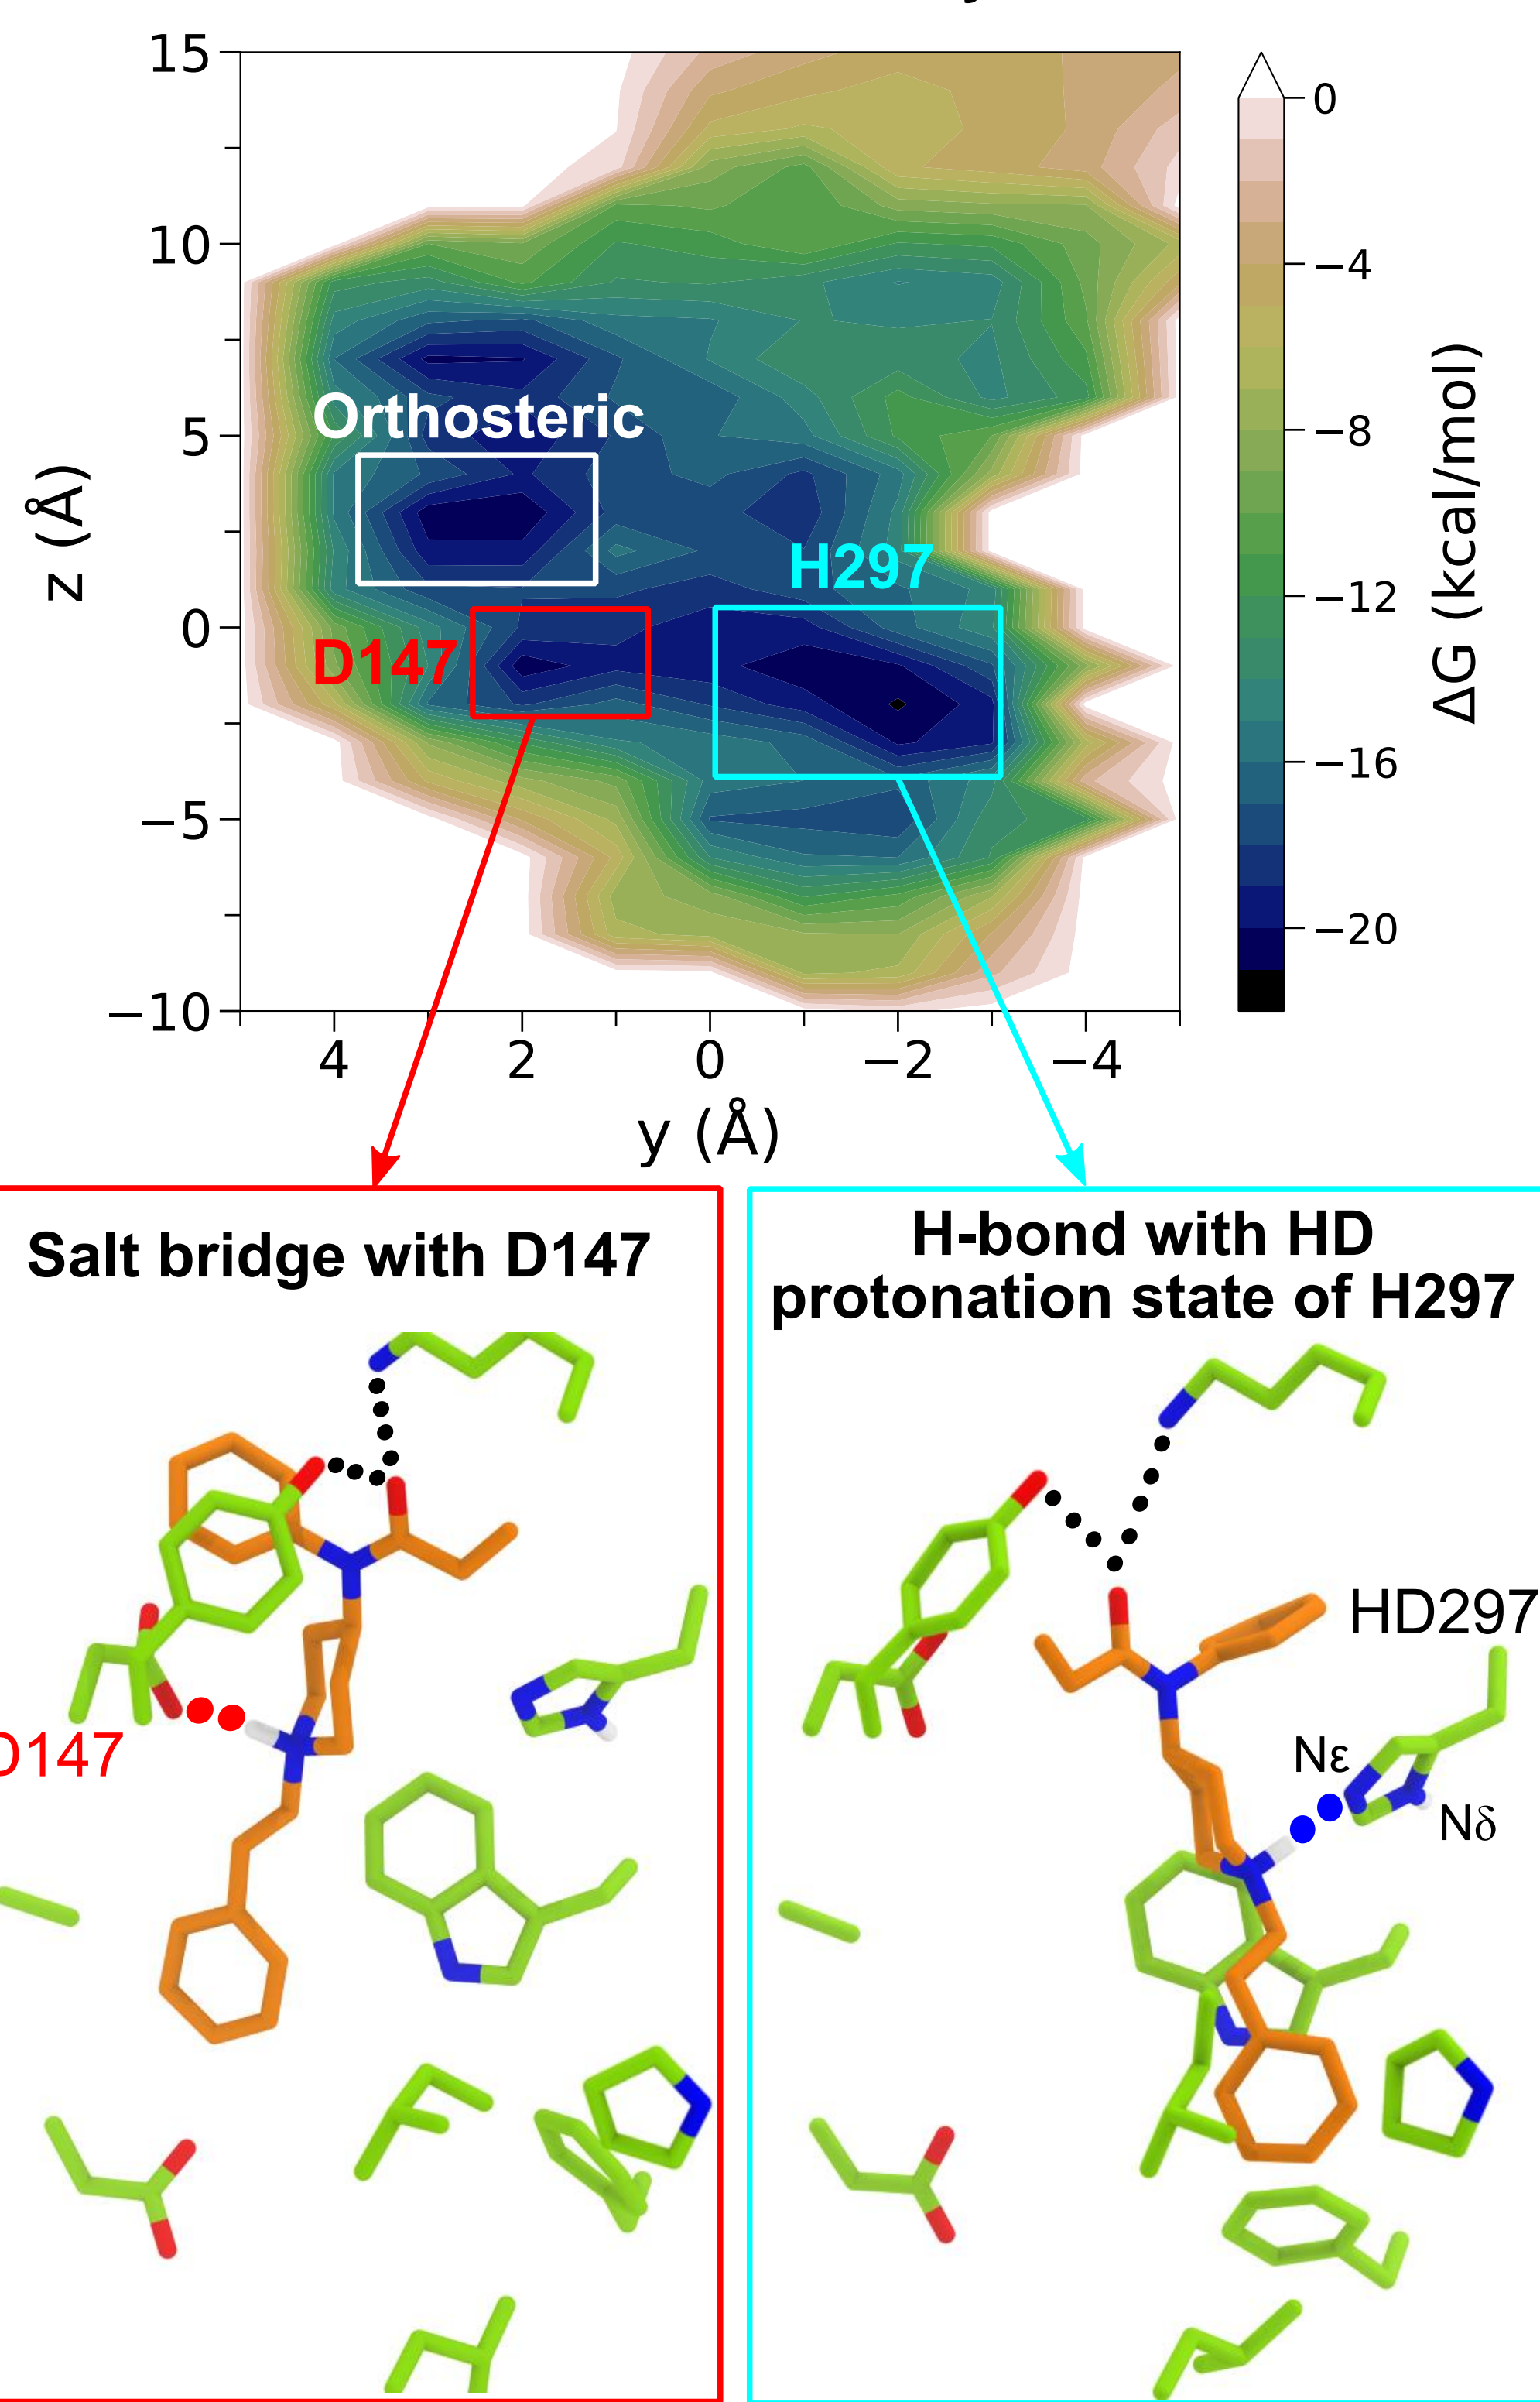 15
10
5
0
−5
−10
z (Å)
4
2
0
−2
−4
y (Å)
0
−4
−8
−12
−16
−20
ΔG (kcal/mol)
Orthosteric
H297
D147
Salt bridge with D147
H-bond with HD
protonation state of H297
D147
HD297
Nε
Nδ